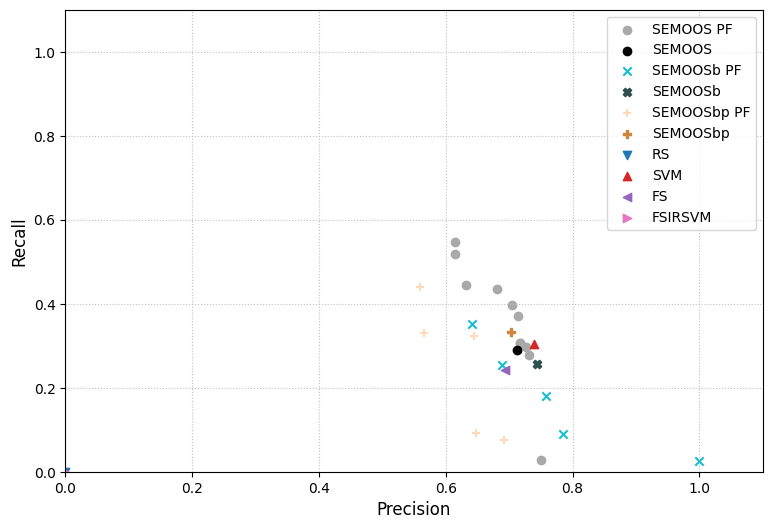 SEMOOS PF
SEMOOS
SEMOOSb PF
SEMOOSb
SEMOOSbp PF
SEMOOSbp
RS
SVM
FS
FSIRSVM
1.0
0.8
0.6
0.4
0.2
0.0
Recall
0.0 0.2 0.4 0.6 0.8 1.0
Precision